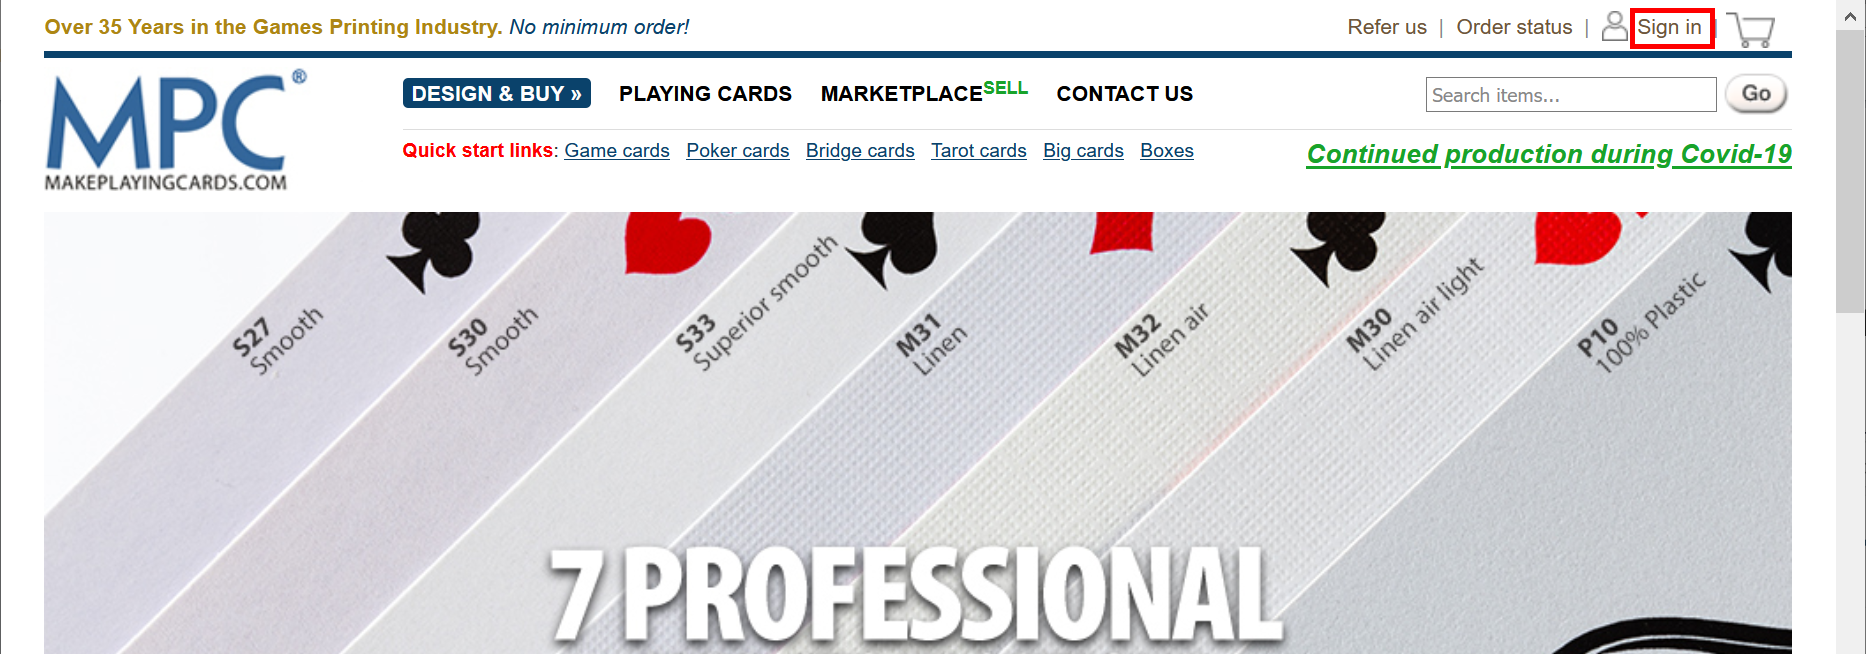 Over 35 Years in the Games Printing Industry. No minimum order!
Refer us | Order status | Sign in |
MPC®
MAKEPLAYINGCARDS.COM
DESIGN & BUY » PLAYING CARDS MARKETPLACE SELL CONTACT US
Search items... Go
Quick start links: Game cards Poker cards Bridge cards Tarot cards Big cards Boxes
Continued production during Covid-19
S27
Smooth
S30
Smooth
S33
Superior smooth
M31
Linen
M32
Linen air
M30
Linen air light
P10
100% Plastic
7 PROFESSIONAL